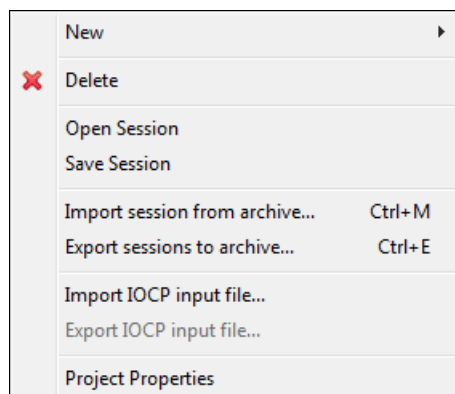 New
Delete
Open Session
Save Session
Import session from archive... Ctrl+M
Export sessions to archive... Ctrl+E
Import IOCP input file...
Export IOCP input file...
Project Properties